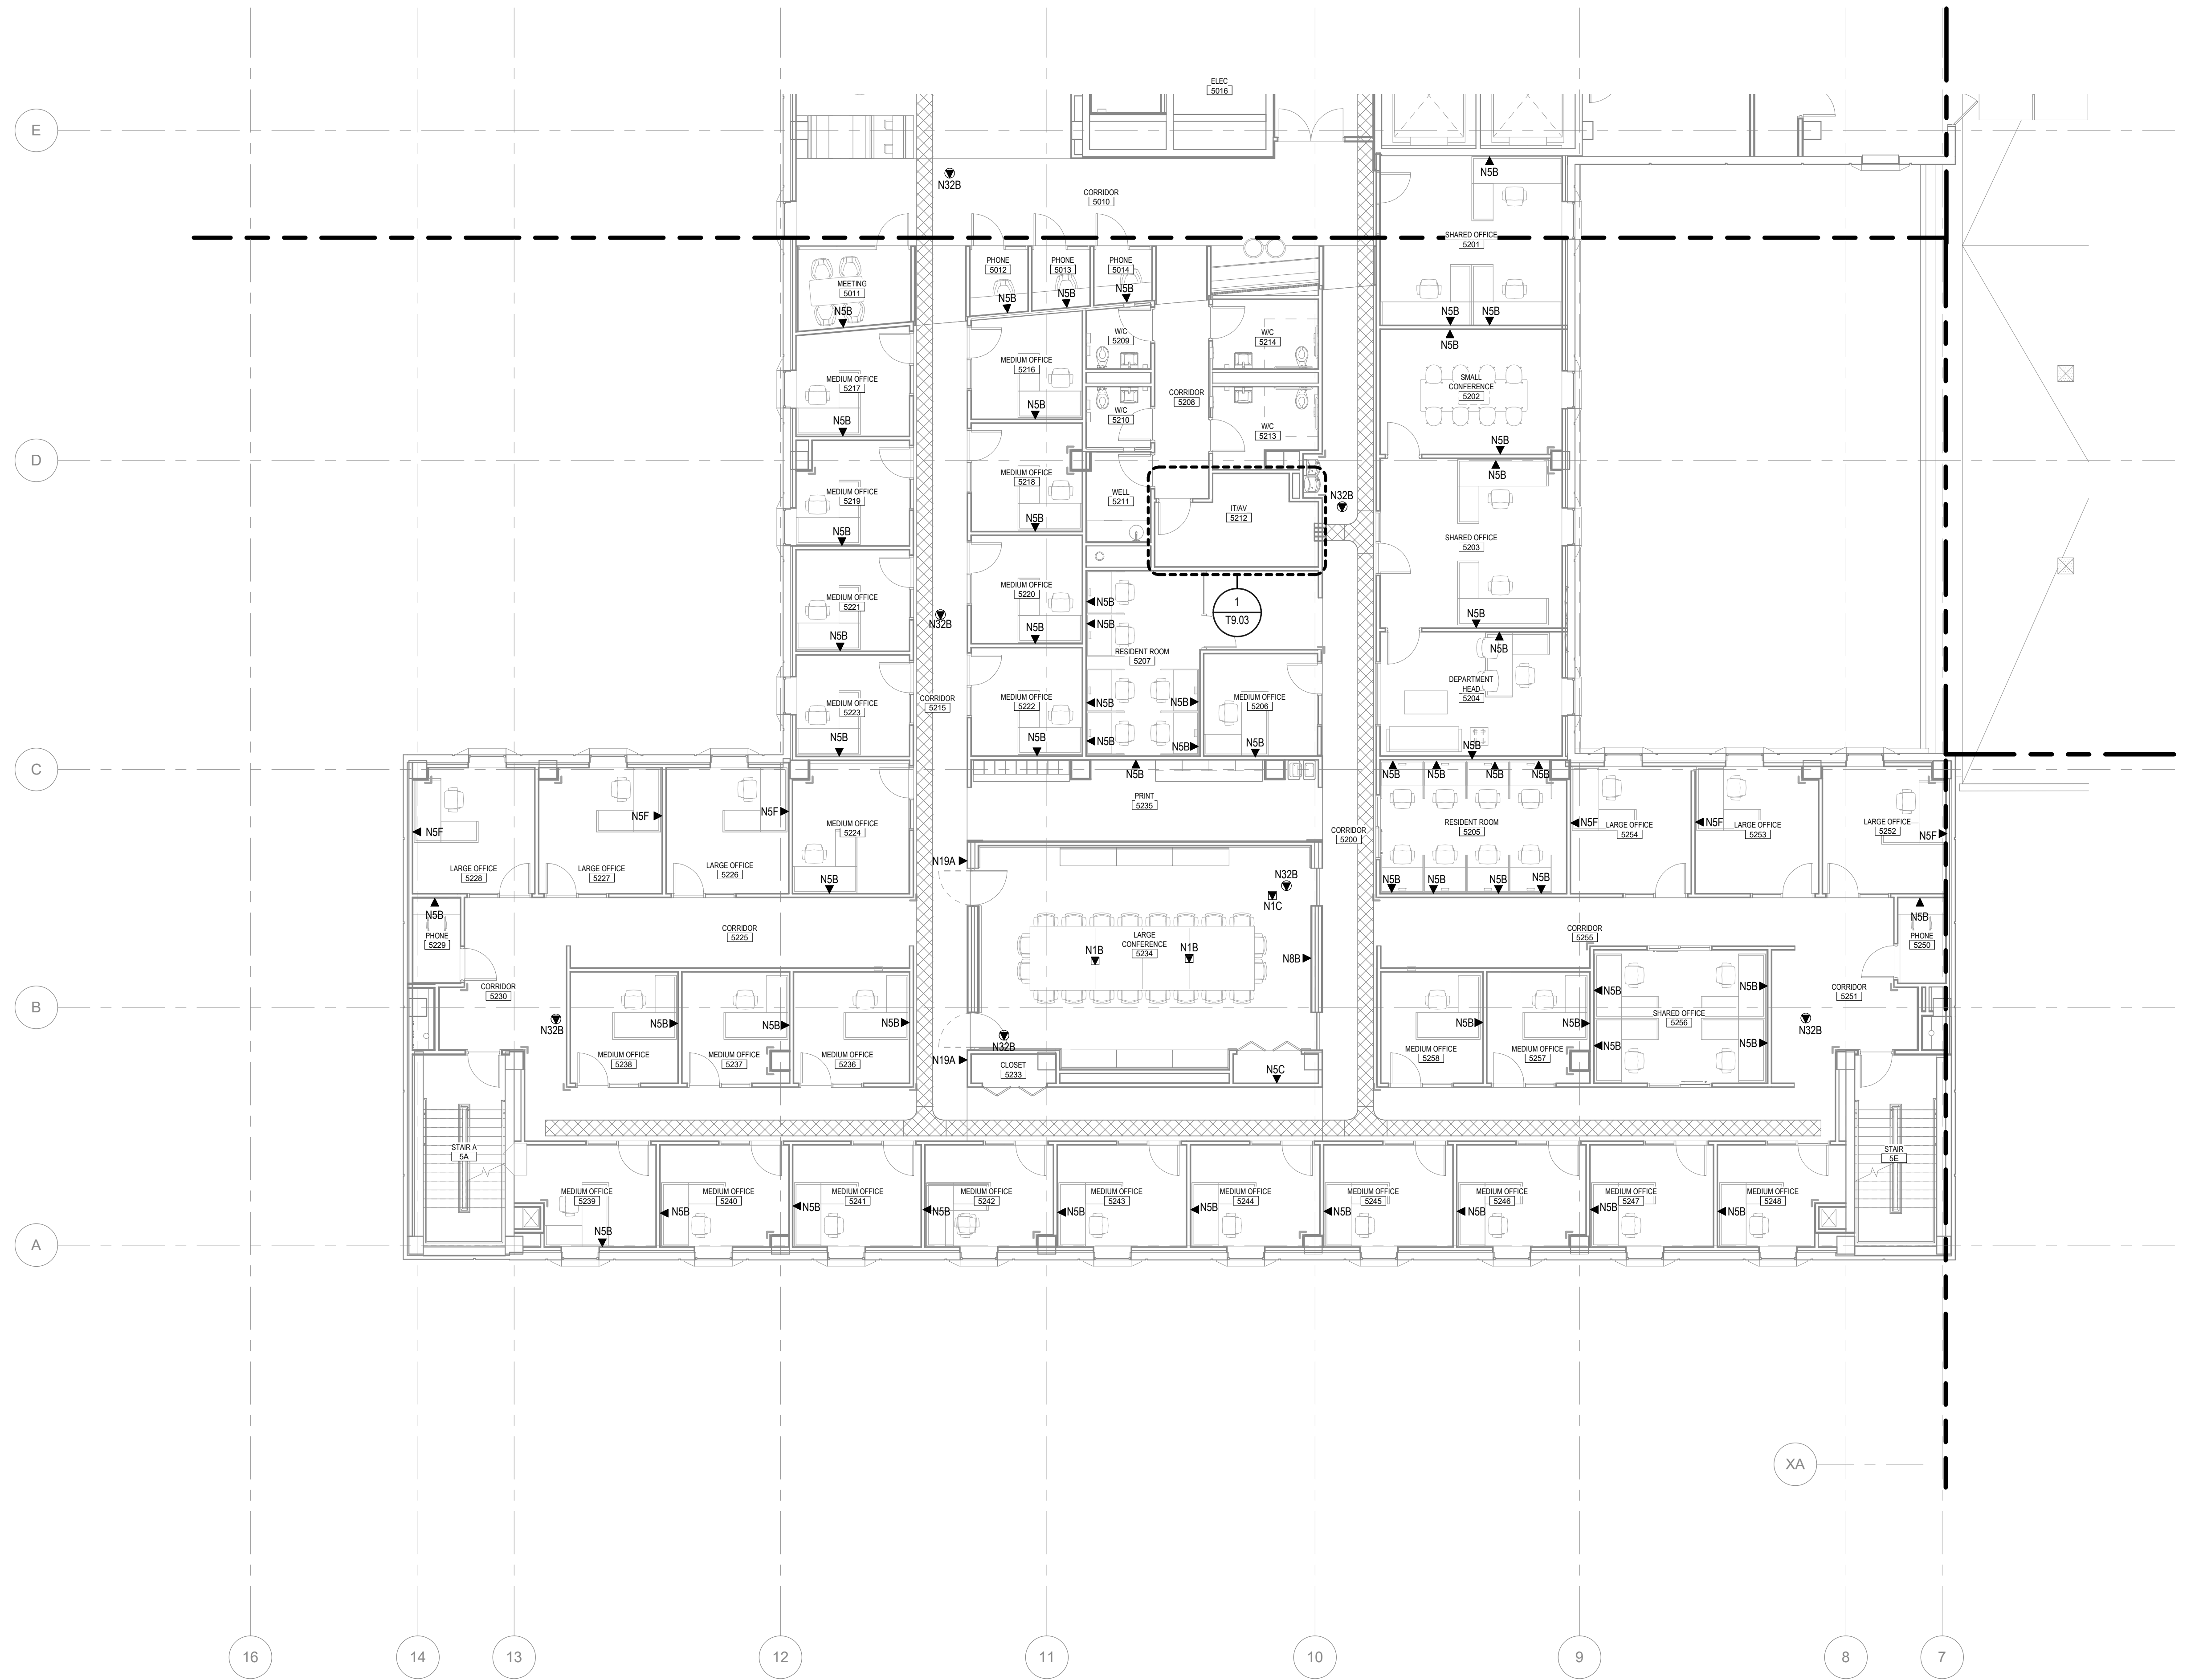 ELEC
5016
E
N5B
N32B
CORRIDOR
5010
SHARED OFFICE
5201
PHONE
5012
PHONE
5013
PHONE
5014
MEETING
5011
N5B
N5B
N5B
N5B
N5B
N5B
W/C
5209
W/C
5214
N5B
MEDIUM OFFICE
5216
MEDIUM OFFICE
5217
SMALL
CONFERENCE
5202
CORRIDOR
5208
N5B
N5B
W/C
5210
W/C
5213
N5B
D
MEDIUM OFFICE
5218
N5B
MEDIUM OFFICE
5219
WELL
5211
N32B
IT/AV
5212
N5B
N5B
SHARED OFFICE
5203
MEDIUM OFFICE
5220
MEDIUM OFFICE
5221
N5B
1
T9.03
N5B
N32B
N5B
N5B
N5B
RESIDENT ROOM
5207
N5B
DEPARTMENT
HEAD
5204
CORRIDOR
5215
MEDIUM OFFICE
5222
MEDIUM OFFICE
5206
MEDIUM OFFICE
5223
N5B
N5B
N5B
N5B
N5B
N5B
N5B
N5B
C
N5B
N5B
N5B
N5B
N5B
PRINT
5235
N5F
N5F
N5F
MEDIUM OFFICE
5224
CORRIDOR
5200
RESIDENT ROOM
5205
N5F
LARGE OFFICE
5254
N5F
LARGE OFFICE
5253
LARGE OFFICE
5252
N5F
LARGE OFFICE
5228
LARGE OFFICE
5227
LARGE OFFICE
5226
N19A
N5B
N32B
N1C
N5B
N5B
N5B
N5B
N5B
PHONE
5229
CORRIDOR
5225
LARGE
CONFERENCE
5234
N1B
N1B
N8B
CORRIDOR
5255
N5B
PHONE
5250
CORRIDOR
5230
N5B
N5B
CORRIDOR
5251
B
N32B
N5B
N5B
N5B
N32B
N5B
N5B
SHARED OFFICE
5256
N32B
N5B
N5B
MEDIUM OFFICE
5238
MEDIUM OFFICE
5237
MEDIUM OFFICE
5236
N19A
CLOSET
5233
N5C
MEDIUM OFFICE
5258
MEDIUM OFFICE
5257
STAIR A
5A
STAIR
5E
MEDIUM OFFICE
5239
MEDIUM OFFICE
5240
MEDIUM OFFICE
5241
MEDIUM OFFICE
5242
MEDIUM OFFICE
5243
MEDIUM OFFICE
5244
MEDIUM OFFICE
5245
MEDIUM OFFICE
5246
MEDIUM OFFICE
5247
MEDIUM OFFICE
5248
N5B
N5B
N5B
N5B
N5B
N5B
N5B
N5B
N5B
N5B
A
XA
16
14
13
12
11
10
9
8
7